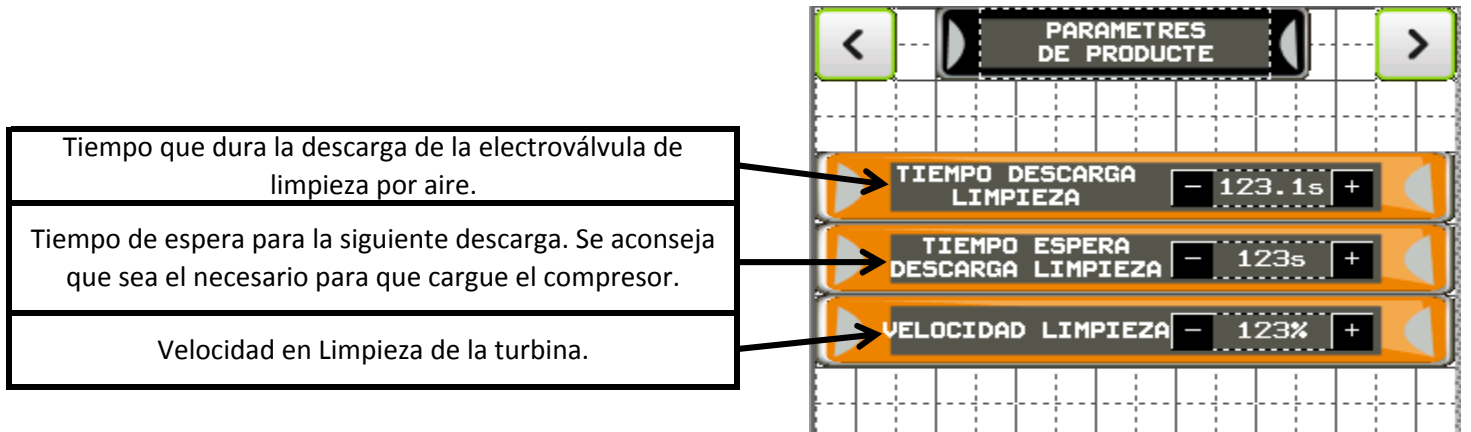 <
PARAMETRES
DE PRODUCTE
>
Tiempo que dura la descarga de la electroválvula de
limpieza por aire.
TIEMPO DESCARGA
LIMPIEZA
- 123.1s +
Tiempo de espera para la siguiente descarga. Se aconseja
que sea el necesario para que cargue el compresor.
TIEMPO ESPERA
DESCARGA LIMPIEZA
- 123s +
Velocidad en Limpieza de la turbina.
VELOCIDAD LIMPIEZA - 123% +